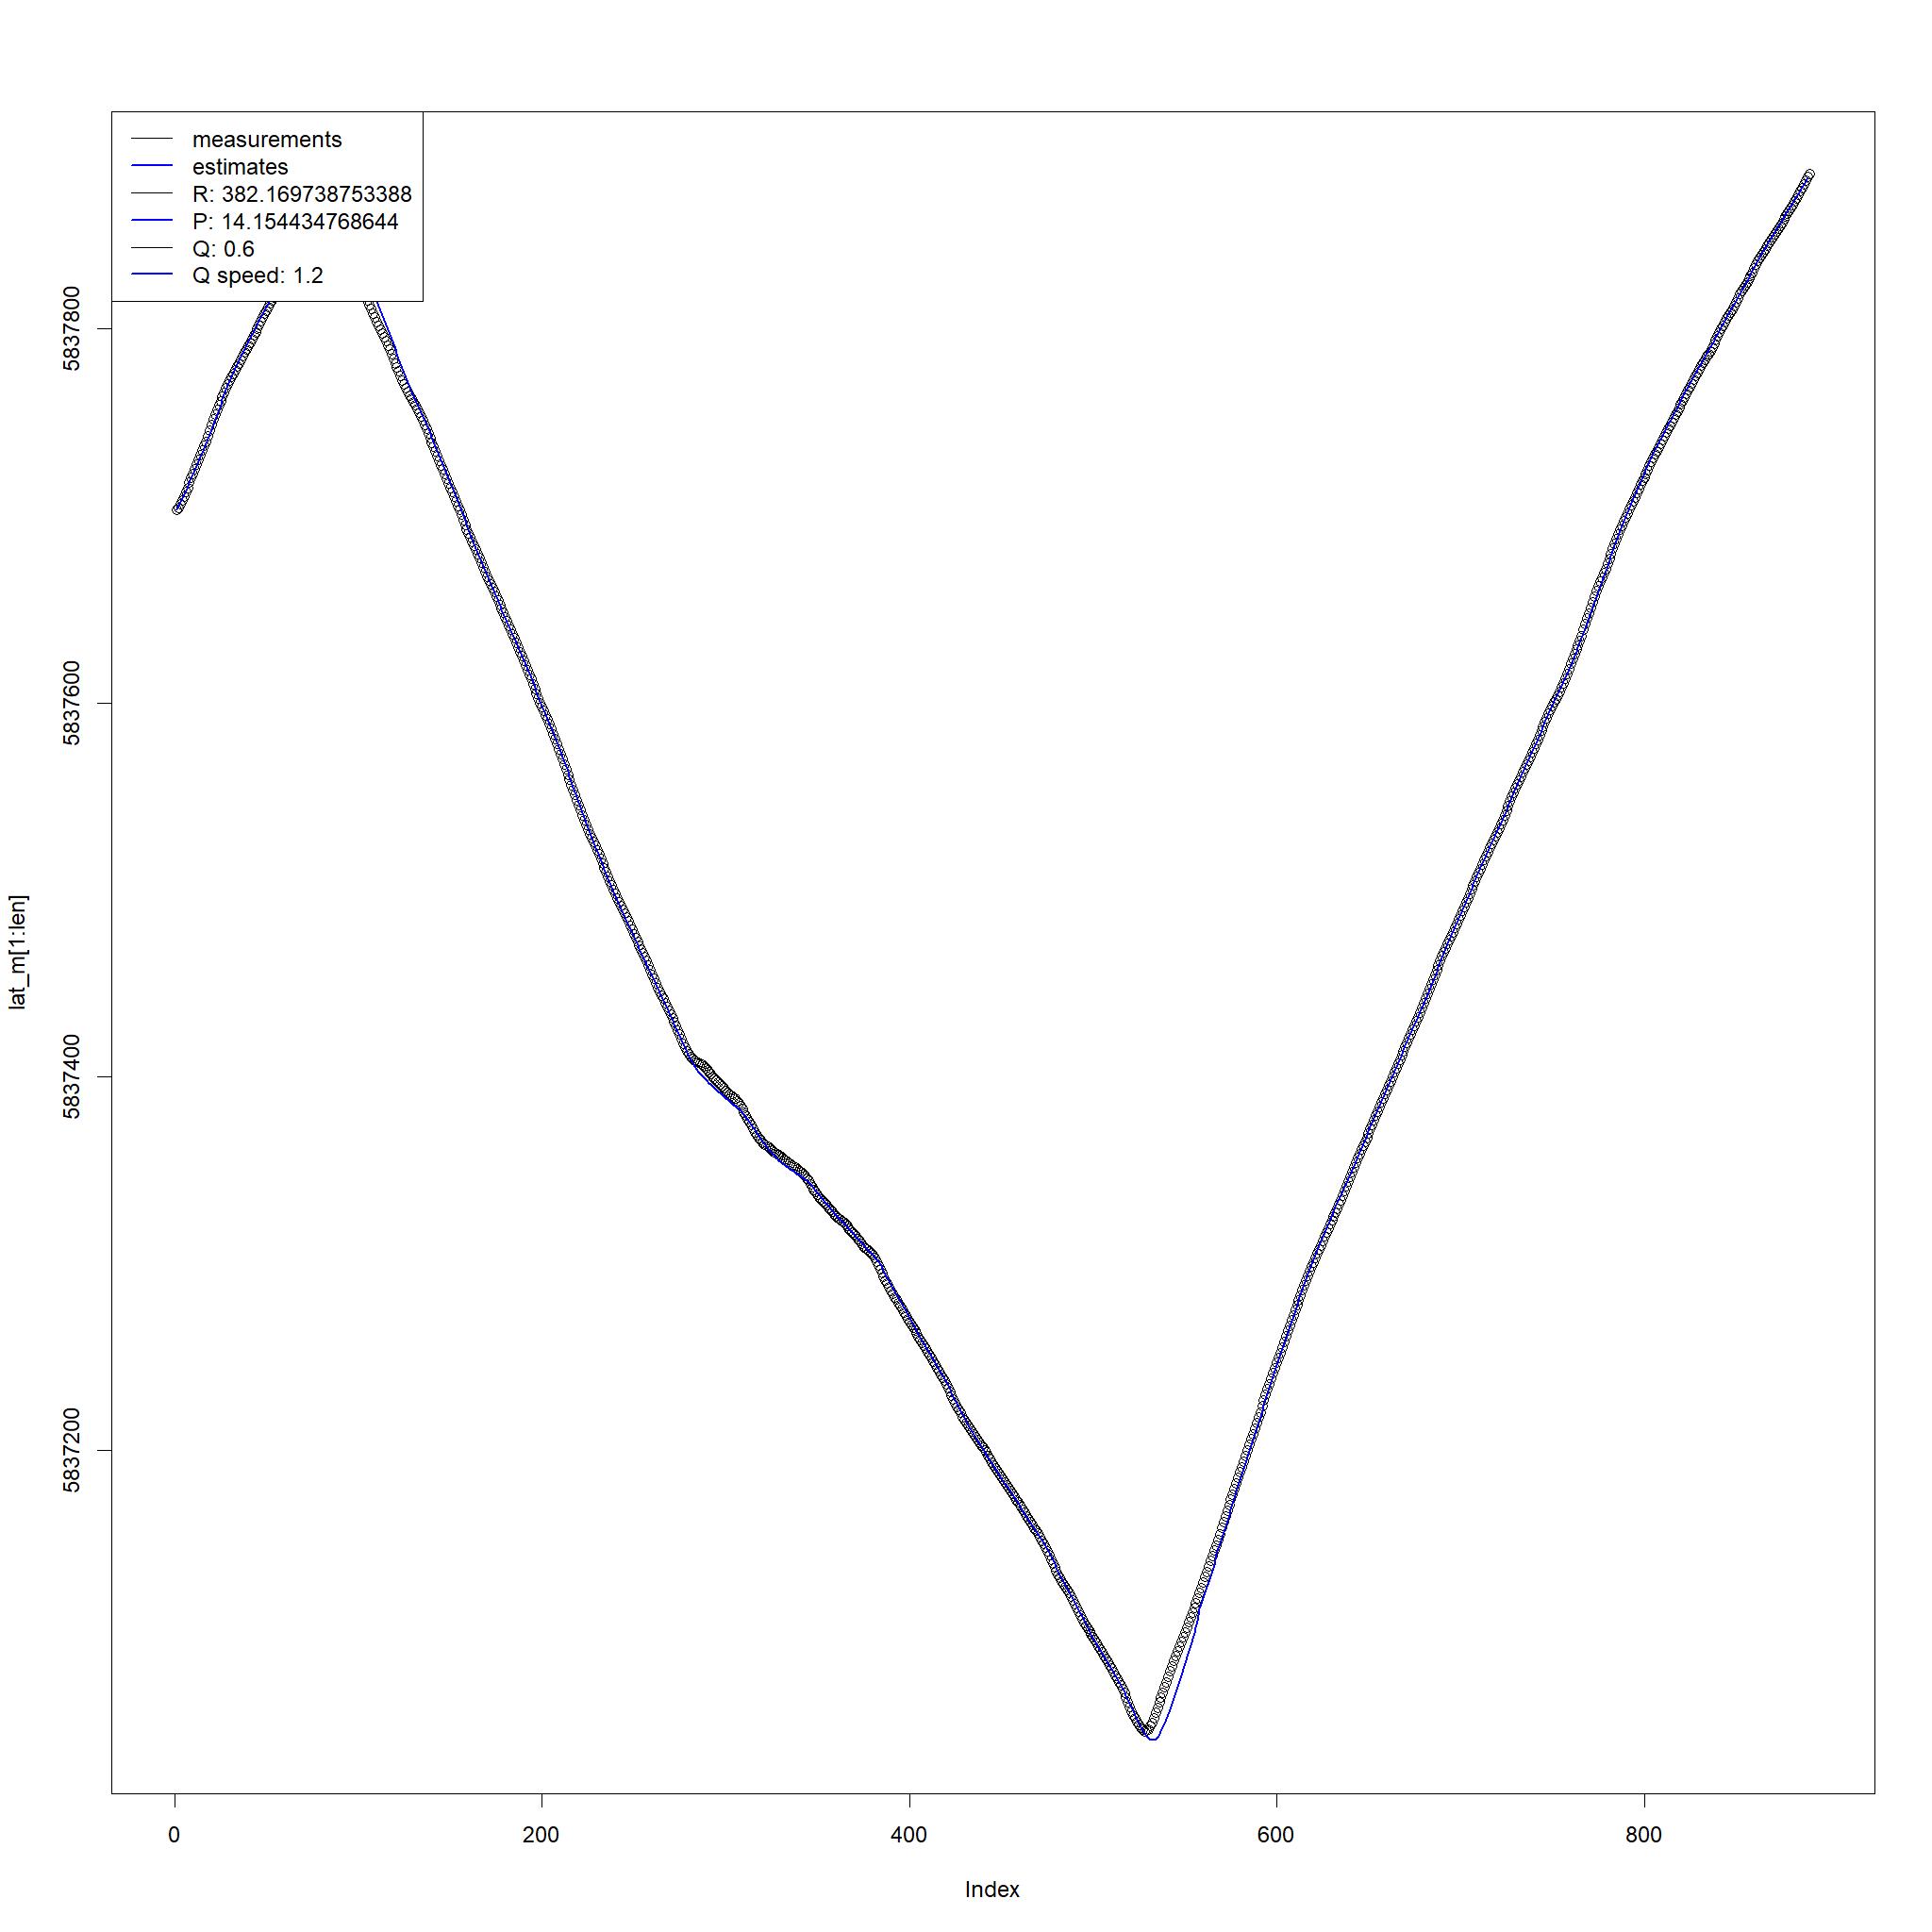 measurements
estimates
R: 382.169738753388
P: 14.154434768644
Q: 0.6
Q speed: 1.2
5837800
5837600
5837400
5837200
lat_m[1:len]
0 200 400 600 800
Index